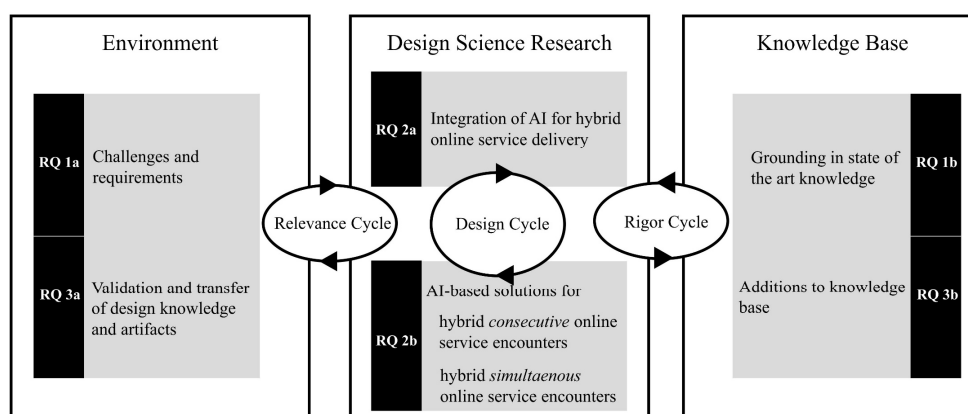 Environment
RQ 1a
Challenges and
requirements
RQ 3a
Validation and transfer
of design knowledge
and artifacts
Relevance Cycle
Design Science Research
RQ 2a
Integration of AI for hybrid
online service delivery
Design Cycle
RQ 2b
AI-based solutions for
hybrid consecutive online
service encounters
hybrid simultaenous
online service encounters
Rigor Cycle
Knowledge Base
Grounding in state of
the art knowledge
RQ 1b
Additions to knowledge
base
RQ 3b